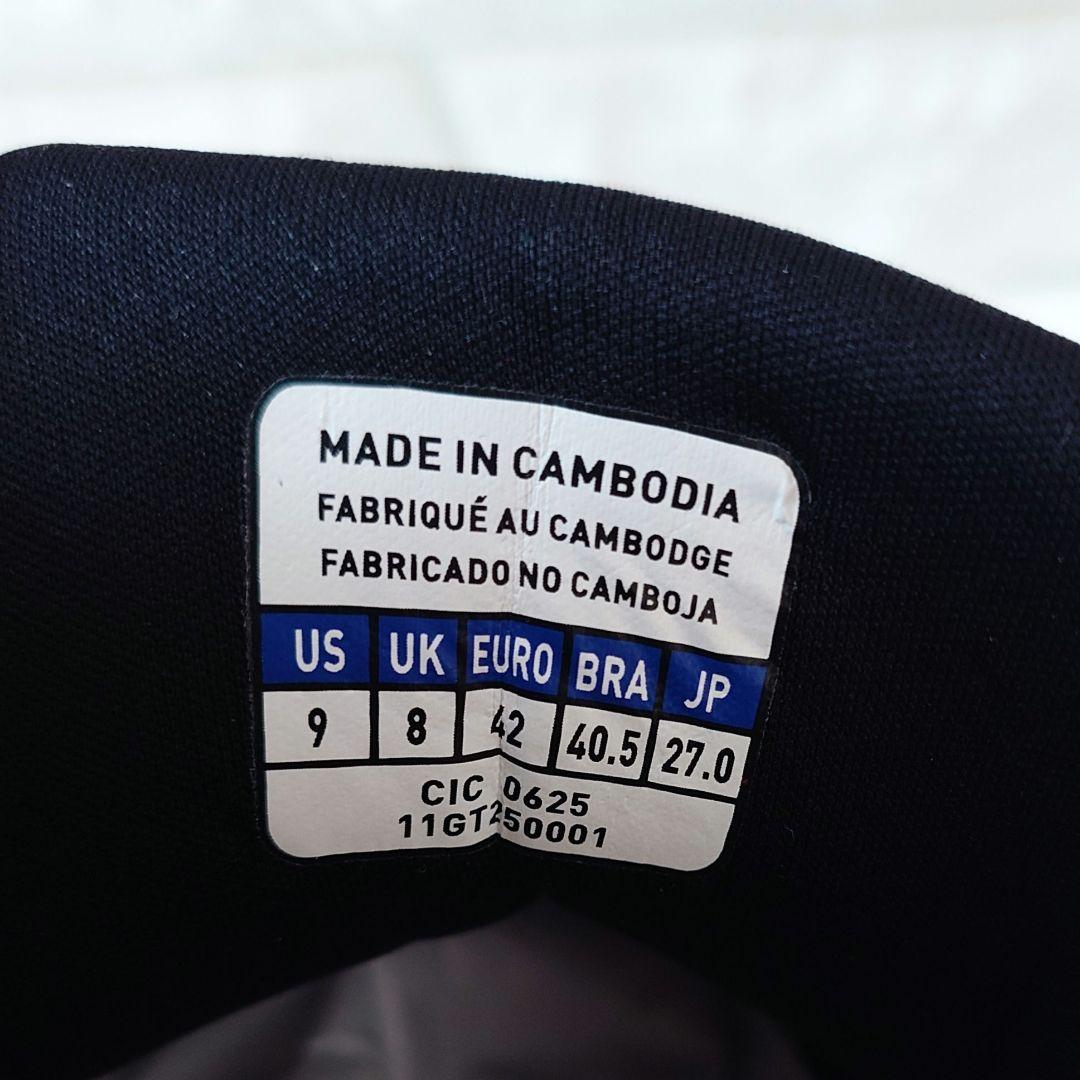 MADE IN CAMBODIA
FABRIQUÉ AU CAMBODGE
FABRICADO NO CAMBOJA
US UK EURO BRA JP
9 8 42 40.5 27.0
CIC 0625
11GT250001